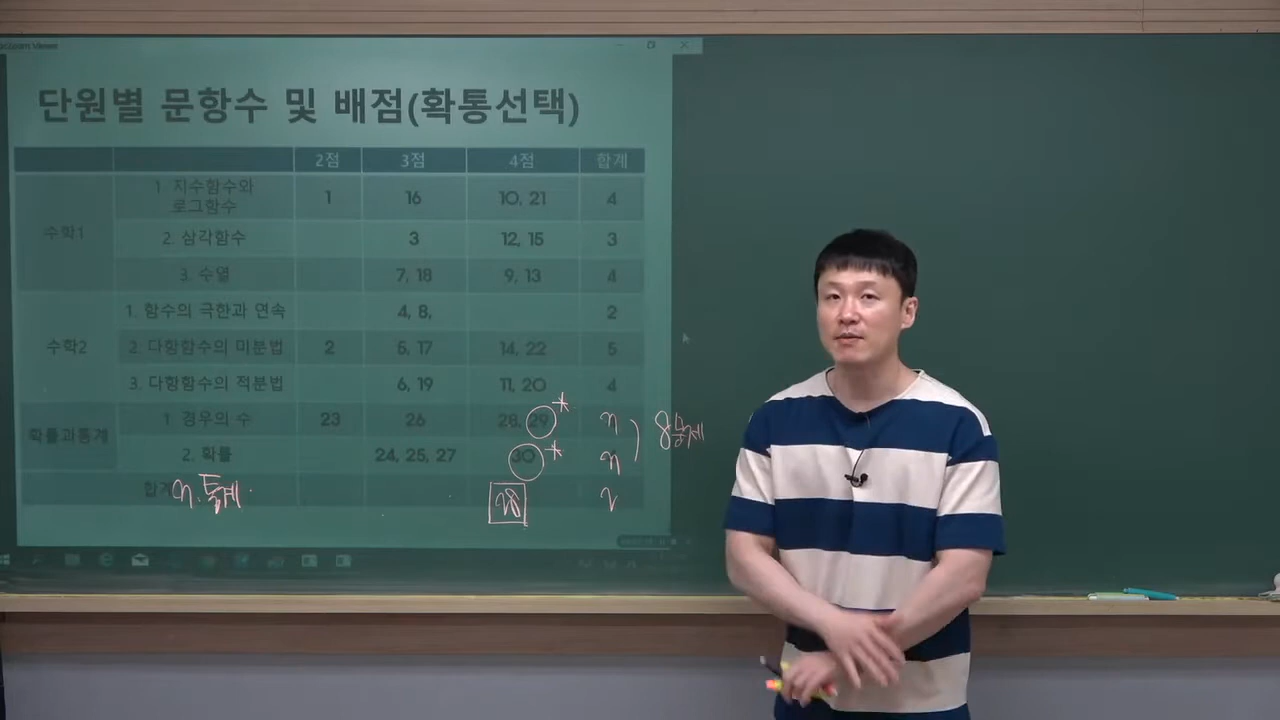 단원별 문항수 및 배점(확통선택)
2점 3점 4점 합계
수학1 1. 지수함수와 로그함수 1 16 10, 21 4
2. 삼각함수 3 12, 15 3
3. 수열 7, 18 9, 13 4
수학2 1. 함수의 극한과 연속 4, 8, 2
2. 다항함수의 미분법 2 5, 17 14, 22 5
3. 다항함수의 적분법 6, 19 11, 20 4
확률과통계 1. 경우의 수 23 26 28, 29 *
2. 확률 24, 25, 27 30 *
8문제
합계 통계 28